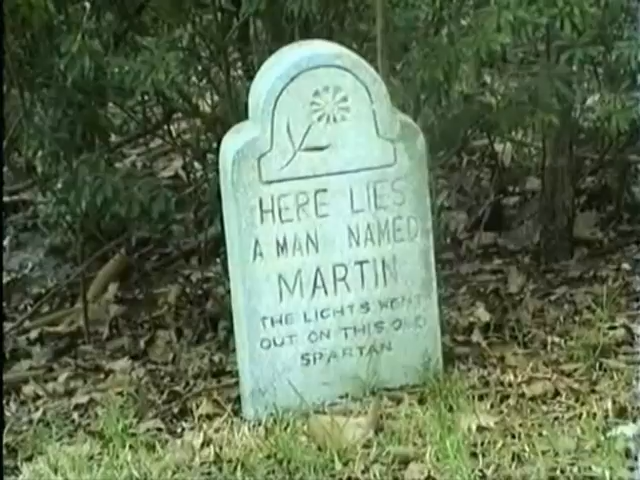 HERE LIES
A MAN NAMED
MARTIN
THE LIGHTS WENT
OUT ON THIS OLD
SPARTAN